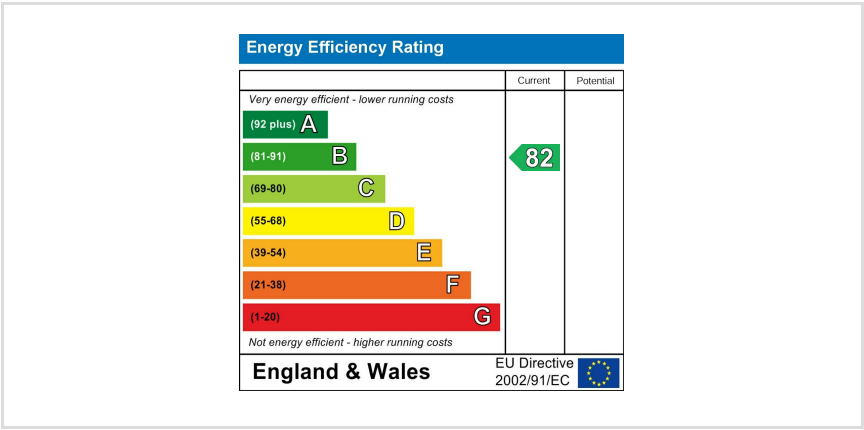 Energy Efficiency Rating
Current Potential
Very energy efficient - lower running costs
(92 plus) A
(81-91) B
82
(69-80) C
(55-68) D
(39-54) E
(21-38) F
(1-20) G
Not energy efficient - higher running costs
England & Wales
EU Directive
2002/91/EC